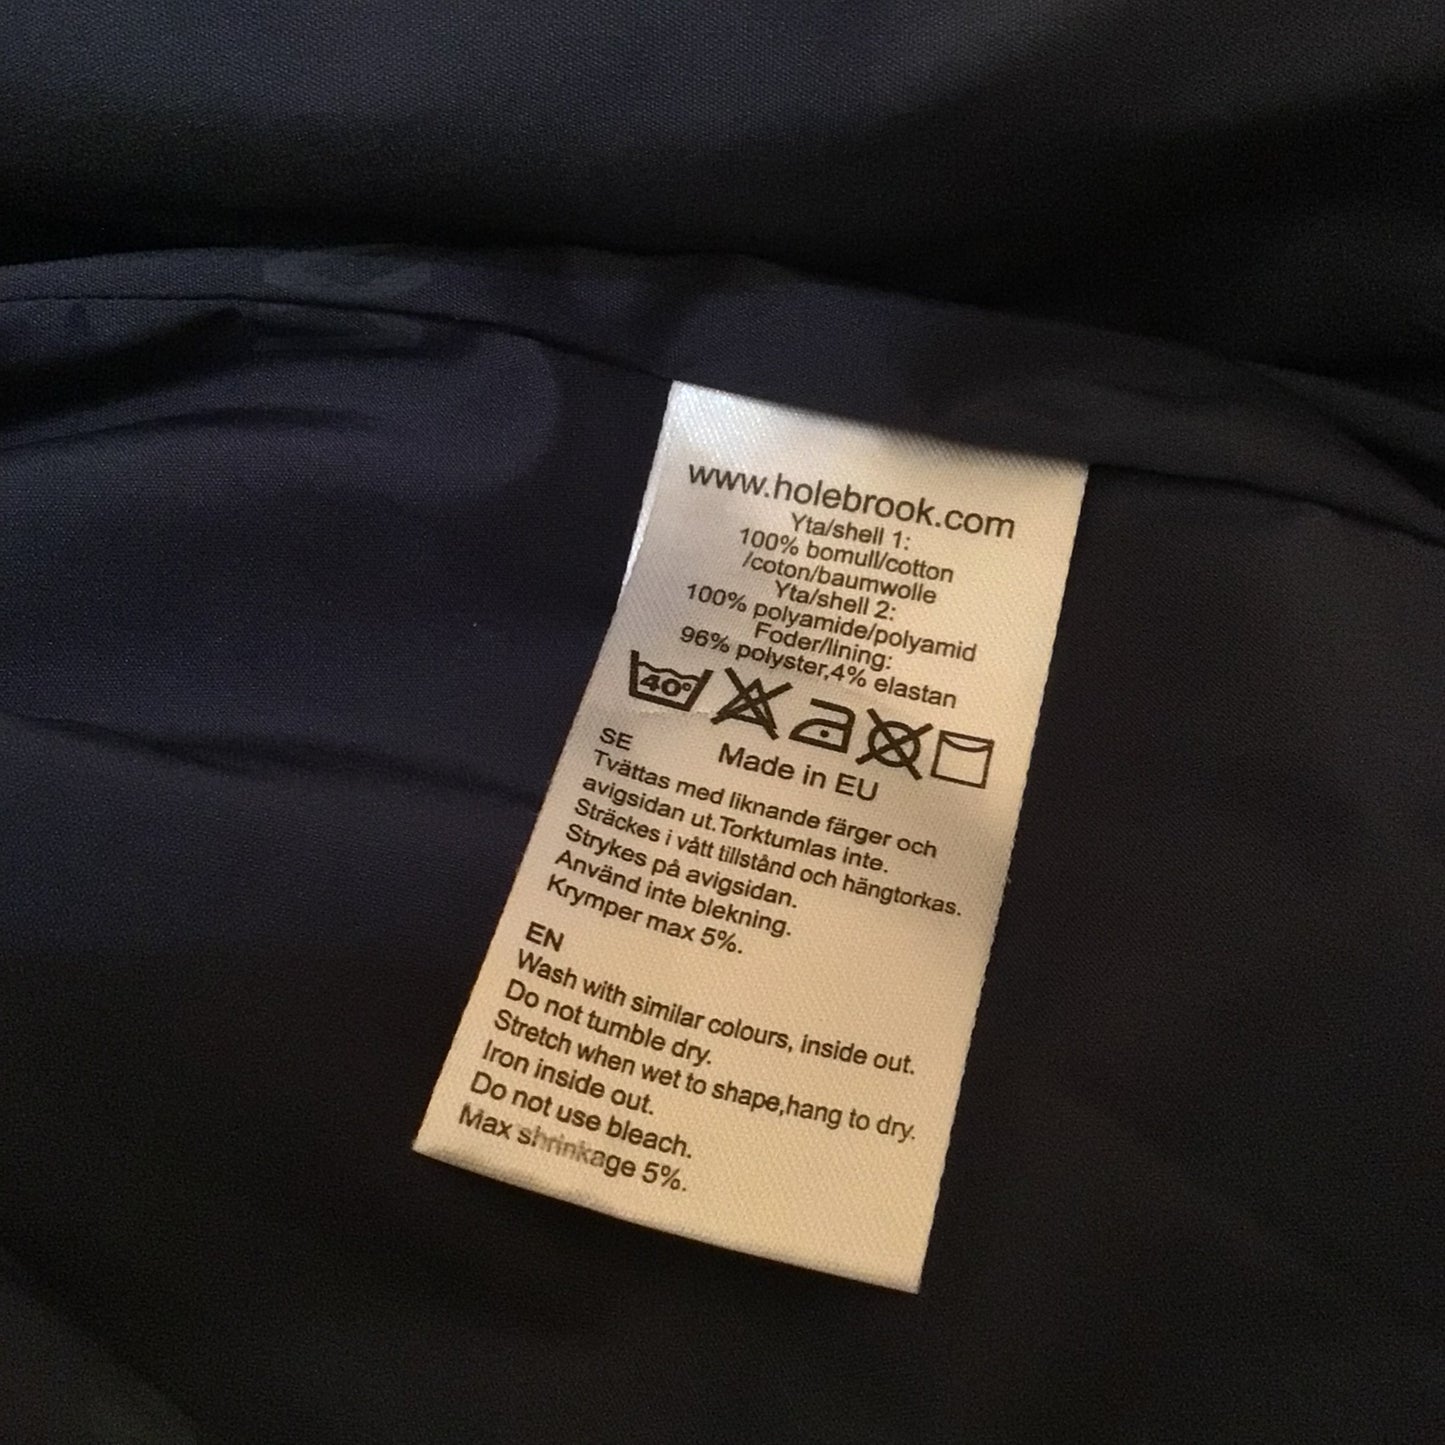 www.holebrook.com
Yta/shell 1:
100% bomull/cotton
/coton/baumwolle
Yta/shell 2:
100% polyamide/polyamid
Foder/lining:
96% polyster,4% elastan
40°
Made in EU
SE
Tvättas med liknande färger och
avigsidan ut.Torktumlas inte.
Sträckes i vått tillstånd och hängtorkas.
Strykes på avigsidan.
Använd inte blekning.
Krymper max 5%.
EN
Wash with similar colours, inside out.
Do not tumble dry.
Stretch when wet to shape,hang to dry.
Iron inside out.
Do not use bleach.
Max shrinkage 5%.